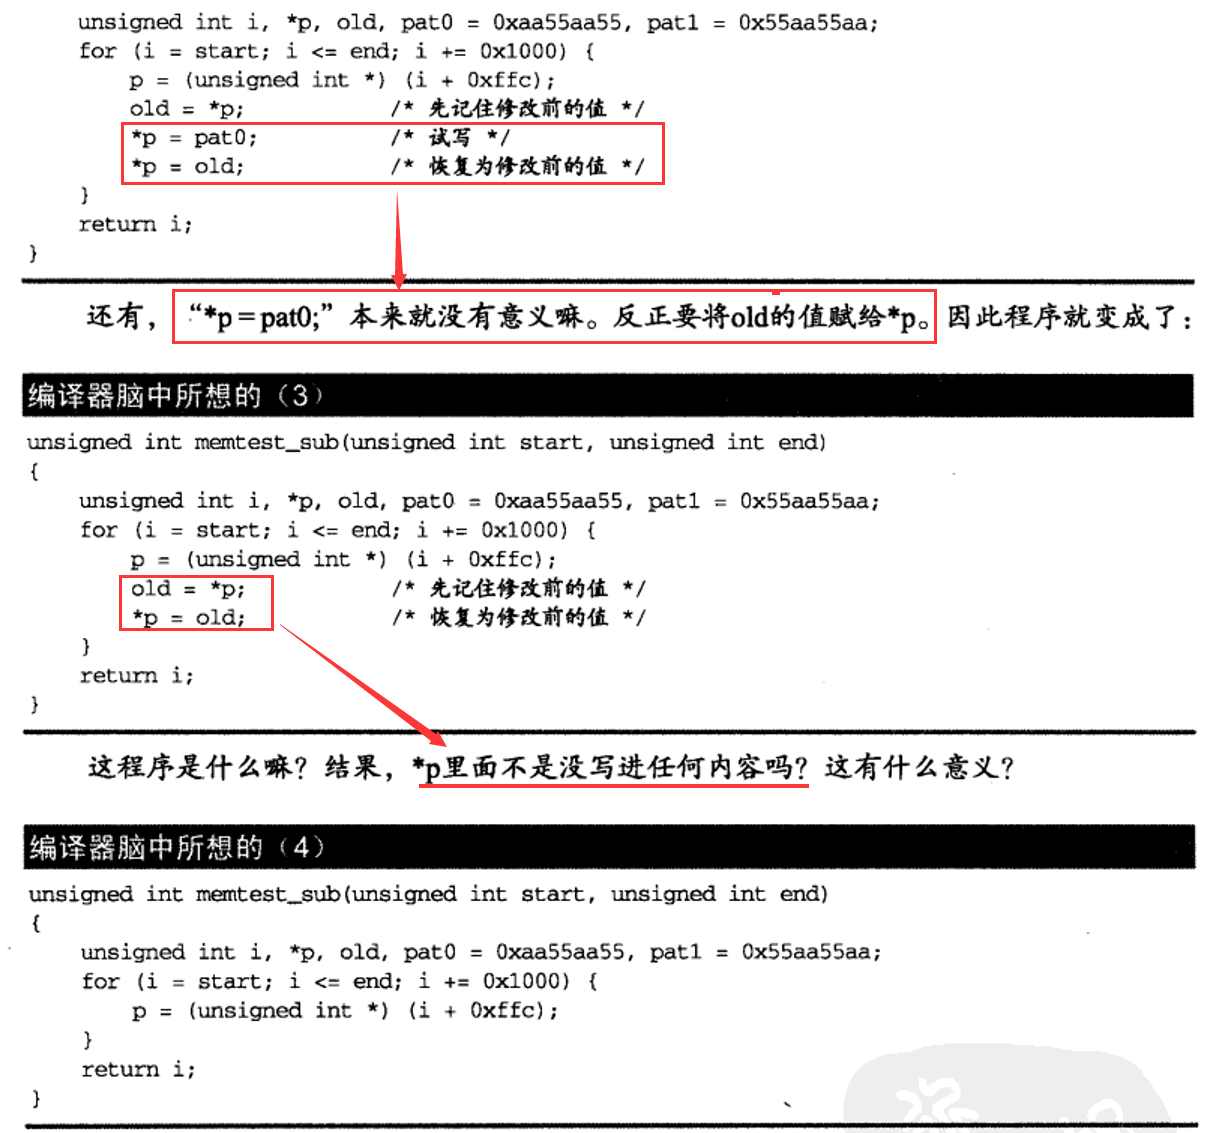 unsigned int i, *p, old, pat0 = 0xaa55aa55, pat1 = 0x55aa55aa;
for (i = start; i <= end; i += 0x1000) {
p = (unsigned int *) (i + 0xffc);
old = *p; /* 先记住修改前的值 */
*p = pat0; /* 试写 */
*p = old; /* 恢复为修改前的值 */
}
return i;
}
还有，“*p=pat0;”本来就没有意义嘛。反正要将old的值赋给*p。因此程序就变成了：
编译器脑中所想的（3）
unsigned int memtest_sub(unsigned int start, unsigned int end)
{
unsigned int i, *p, old, pat0 = 0xaa55aa55, pat1 = 0x55aa55aa;
for (i = start; i <= end; i += 0x1000) {
p = (unsigned int *) (i + 0xffc);
old = *p; /* 先记住修改前的值 */
*p = old; /* 恢复为修改前的值 */
}
return i;
}
这程序是什么嘛？结果，*p里面不是没写进任何内容吗？这有什么意义？
编译器脑中所想的（4）
unsigned int memtest_sub(unsigned int start, unsigned int end)
{
unsigned int i, *p, old, pat0 = 0xaa55aa55, pat1 = 0x55aa55aa;
for (i = start; i <= end; i += 0x1000) {
p = (unsigned int *) (i + 0xffc);
}
return i;
}